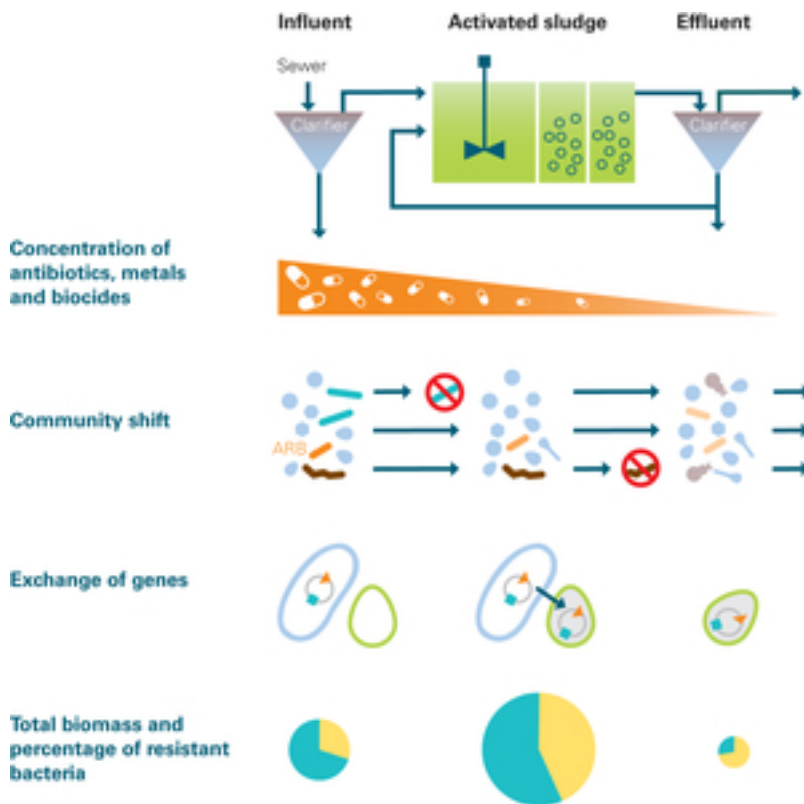 Influent
Activated sludge
Effluent
Sewer
Clarifier
Clarifier
Concentration of
antibiotics, metals
and biocides
Community shift
ARB
Exchange of genes
Total biomass and
percentage of resistant
bacteria